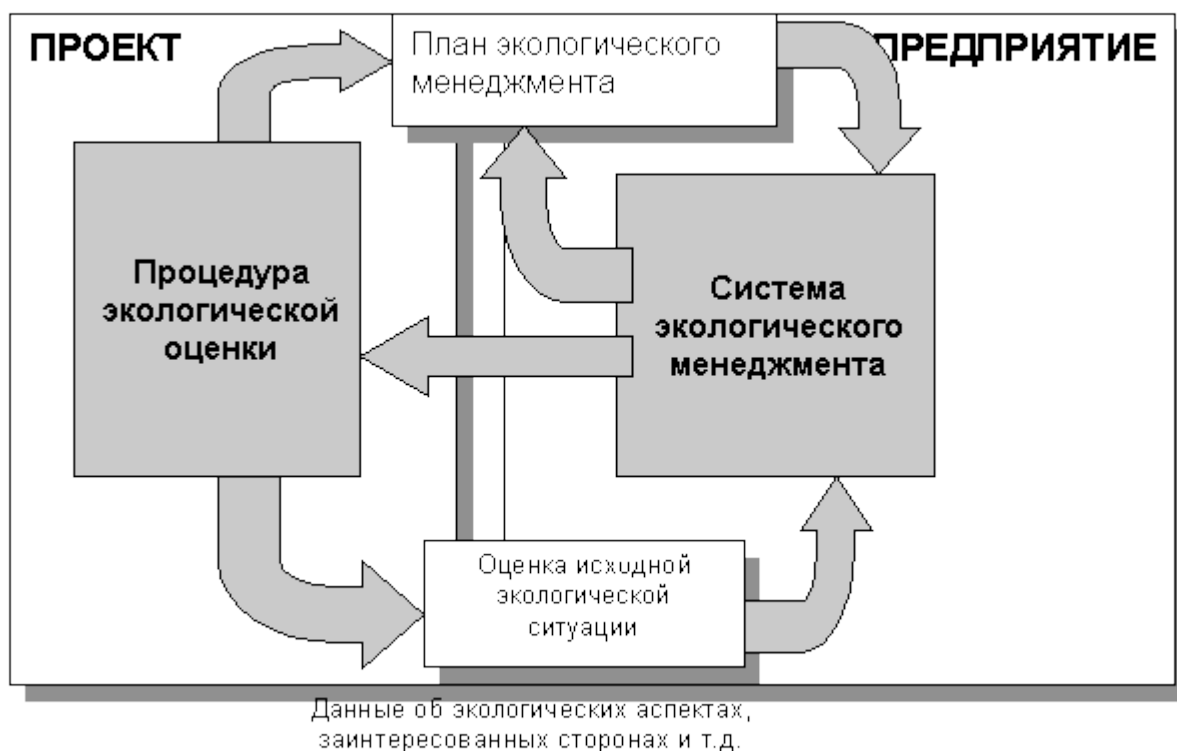 ПРОЕКТ
План экологического
менеджмента
ПРЕДПРИЯТИЕ
Процедура
экологической
оценки
Система
экологического
менеджмента
Оценка исходной
экологической
ситуации
Данные об экологических аспектах,
заинтересованных сторонах и т.д.